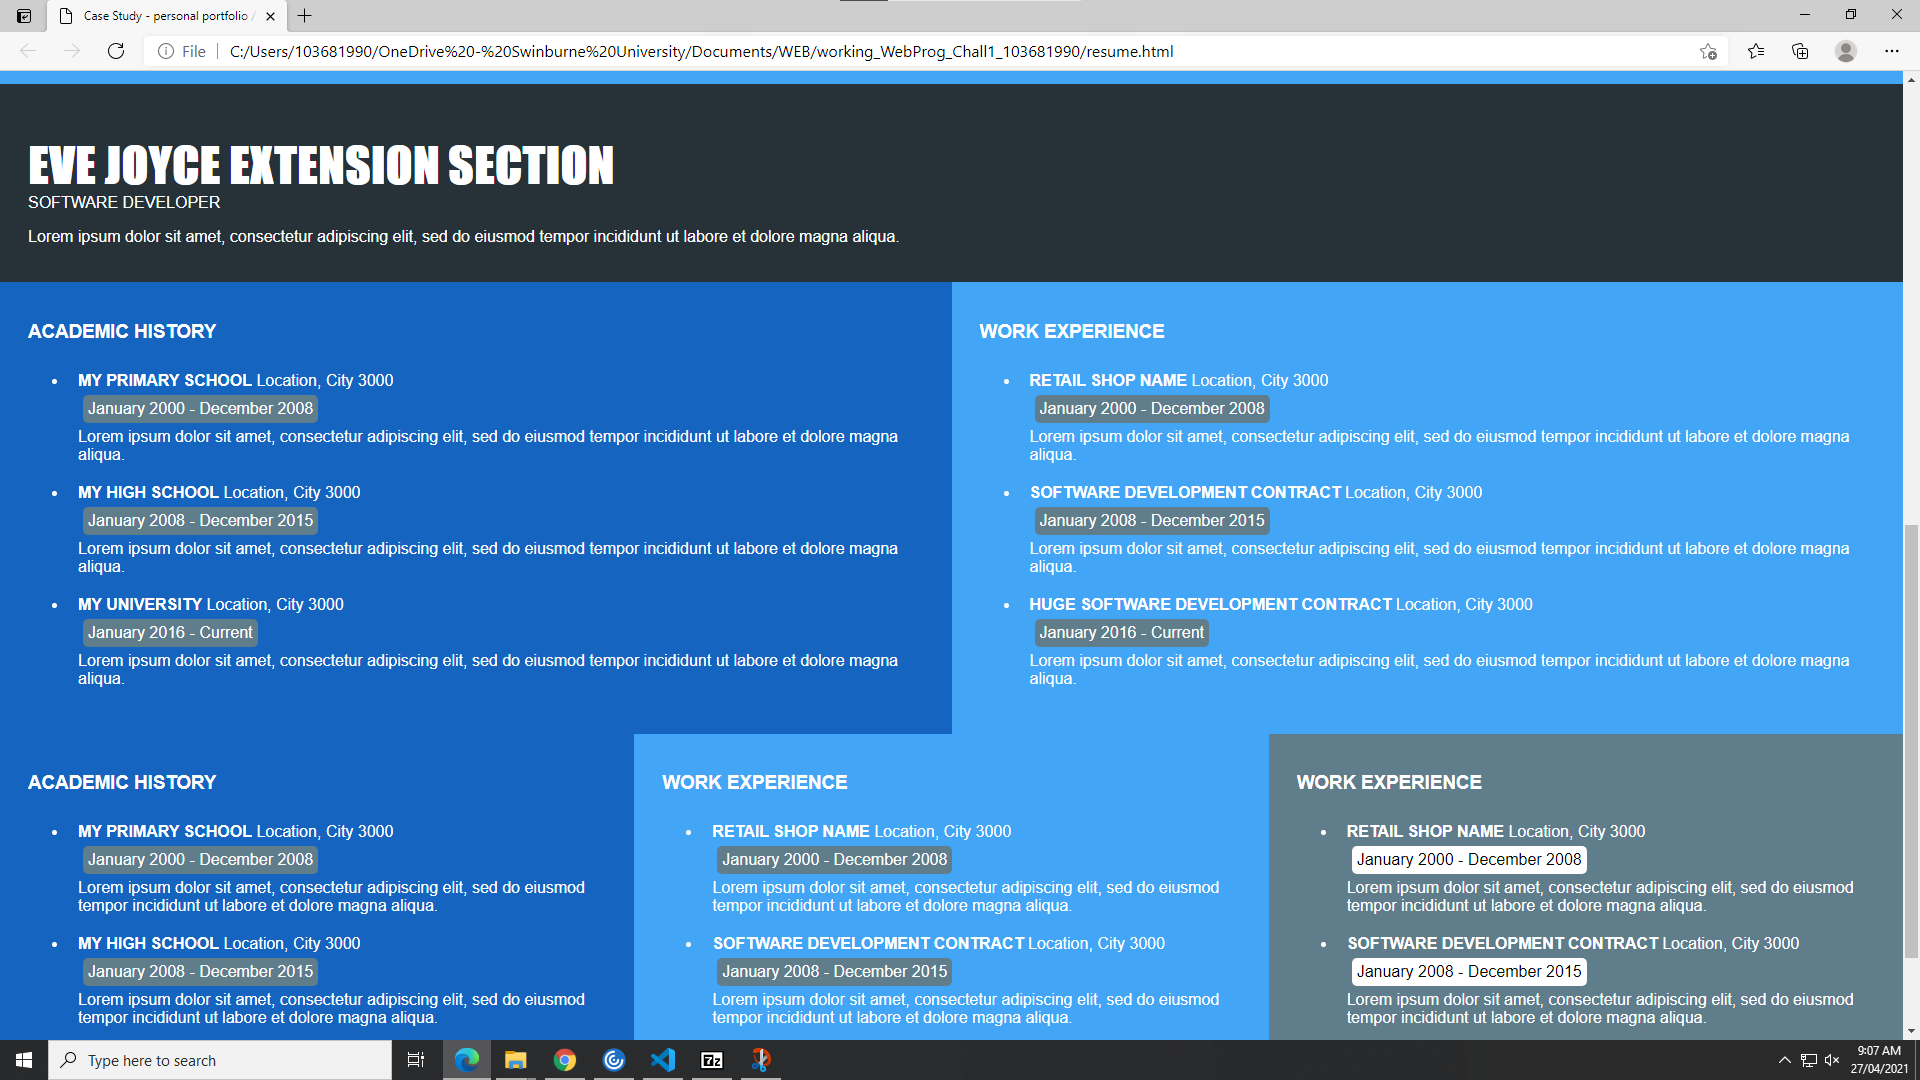 Case Study - personal portfolio /
File
C:/Users/103681990/OneDrive%20-%20Swinburne%20University/Documents/WEB/working_WebProg_Chall1_103681990/resume.html
EVE JOYCE EXTENSION SECTION
SOFTWARE DEVELOPER
Lorem ipsum dolor sit amet, consectetur adipiscing elit, sed do eiusmod tempor incididunt ut labore et dolore magna aliqua.
ACADEMIC HISTORY
MY PRIMARY SCHOOL Location, City 3000
January 2000 - December 2008
Lorem ipsum dolor sit amet, consectetur adipiscing elit, sed do eiusmod tempor incididunt ut labore et dolore magna
aliqua.
MY HIGH SCHOOL Location, City 3000
January 2008 - December 2015
Lorem ipsum dolor sit amet, consectetur adipiscing elit, sed do eiusmod tempor incididunt ut labore et dolore magna
aliqua.
MY UNIVERSITY Location, City 3000
January 2016 - Current
Lorem ipsum dolor sit amet, consectetur adipiscing elit, sed do eiusmod tempor incididunt ut labore et dolore magna
aliqua.
WORK EXPERIENCE
RETAIL SHOP NAME Location, City 3000
January 2000 - December 2008
Lorem ipsum dolor sit amet, consectetur adipiscing elit, sed do eiusmod tempor incididunt ut labore et dolore magna
aliqua.
SOFTWARE DEVELOPMENT CONTRACT Location, City 3000
January 2008 - December 2015
Lorem ipsum dolor sit amet, consectetur adipiscing elit, sed do eiusmod tempor incididunt ut labore et dolore magna
aliqua.
HUGE SOFTWARE DEVELOPMENT CONTRACT Location, City 3000
January 2016 - Current
Lorem ipsum dolor sit amet, consectetur adipiscing elit, sed do eiusmod tempor incididunt ut labore et dolore magna
aliqua.
ACADEMIC HISTORY
MY PRIMARY SCHOOL Location, City 3000
January 2000 - December 2008
Lorem ipsum dolor sit amet, consectetur adipiscing elit, sed do eiusmod
tempor incididunt ut labore et dolore magna aliqua.
MY HIGH SCHOOL Location, City 3000
January 2008 - December 2015
Lorem ipsum dolor sit amet, consectetur adipiscing elit, sed do eiusmod
tempor incididunt ut labore et dolore magna aliqua.
WORK EXPERIENCE
RETAIL SHOP NAME Location, City 3000
January 2000 - December 2008
Lorem ipsum dolor sit amet, consectetur adipiscing elit, sed do eiusmod
tempor incididunt ut labore et dolore magna aliqua.
SOFTWARE DEVELOPMENT CONTRACT Location, City 3000
January 2008 - December 2015
Lorem ipsum dolor sit amet, consectetur adipiscing elit, sed do eiusmod
tempor incididunt ut labore et dolore magna aliqua.
WORK EXPERIENCE
RETAIL SHOP NAME Location, City 3000
January 2000 - December 2008
Lorem ipsum dolor sit amet, consectetur adipiscing elit, sed do eiusmod
tempor incididunt ut labore et dolore magna aliqua.
SOFTWARE DEVELOPMENT CONTRACT Location, City 3000
January 2008 - December 2015
Lorem ipsum dolor sit amet, consectetur adipiscing elit, sed do eiusmod
tempor incididunt ut labore et dolore magna aliqua.
Type here to search
7z
9:07 AM
27/04/2021